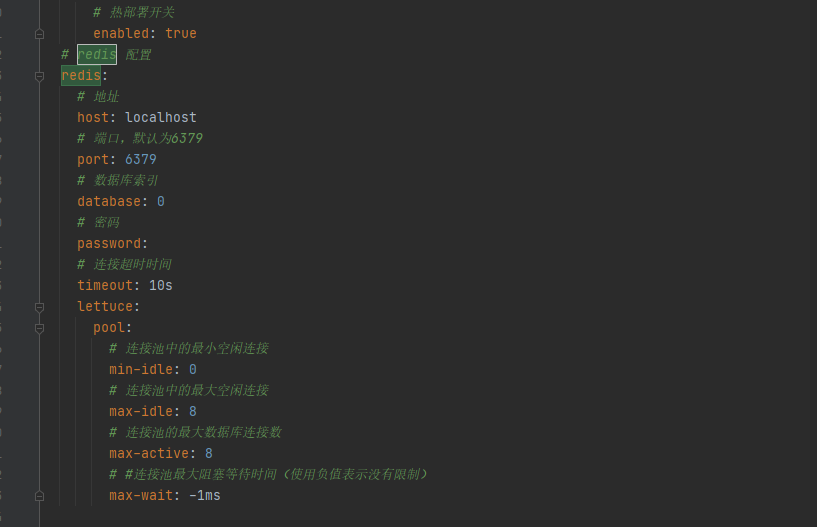 # 热部署开关
enabled: true
# redis 配置
redis:
# 地址
host: localhost
# 端口，默认为6379
port: 6379
# 数据库索引
database: 0
# 密码
password:
# 连接超时时间
timeout: 10s
lettuce:
pool:
# 连接池中的最小空闲连接
min-idle: 0
# 连接池中的最大空闲连接
max-idle: 8
# 连接池的最大数据库连接数
max-active: 8
# #连接池最大阻塞等待时间（使用负值表示没有限制）
max-wait: -1ms